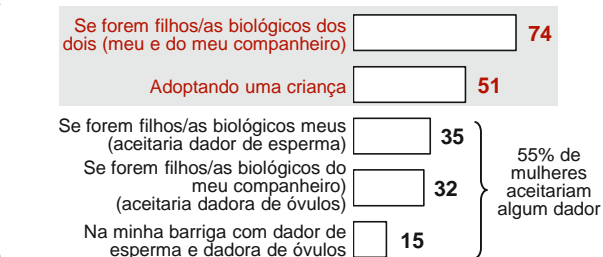 Se forem filhos/as biológicos dos
dois (meu e do meu companheiro)
74
Adoptando uma criança
51
Se forem filhos/as biológicos meus
(aceitaria dador de esperma)
35
Se forem filhos/as biológicos do
meu companheiro)
(aceitaria dadora de óvulos)
32
Na minha barriga com dador de
esperma e dadora de óvulos
15
55% de
mulheres
aceitariam
algum dador